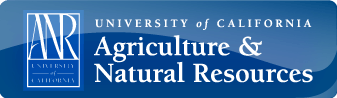 ANR
UNIVERSITY
of
CALIFORNIA
UNIVERSITY of CALIFORNIA
Agriculture &
Natural Resources